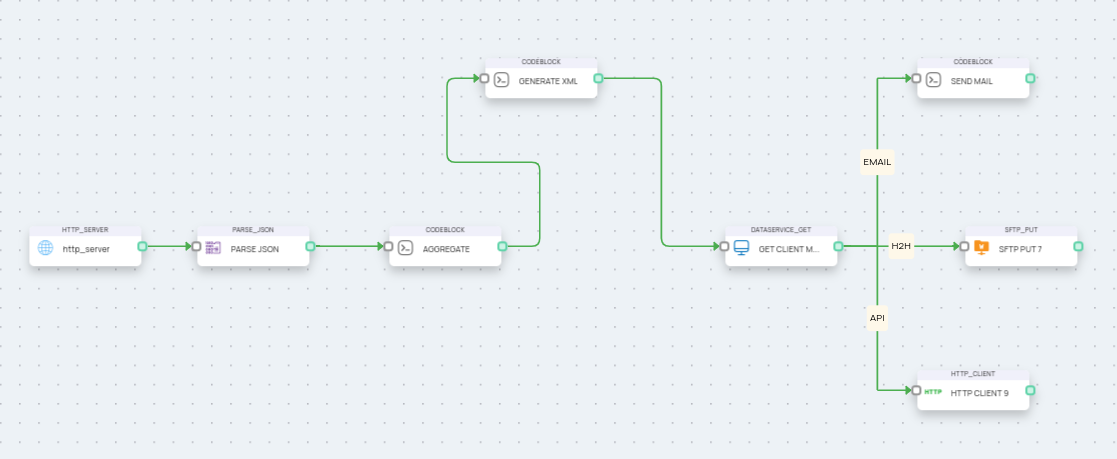 CODEBLOCK
GENERATE XML
CODEBLOCK
SEND MAIL
EMAIL
HTTP_SERVER
http_server
PARSE_JSON
PARSE JSON
CODEBLOCK
AGGREGATE
DATASERVICE_GET
GET CLIENT M...
H2H
SFTP_PUT
SFTP PUT 7
API
HTTP_CLIENT
HTTP
HTTP CLIENT 9